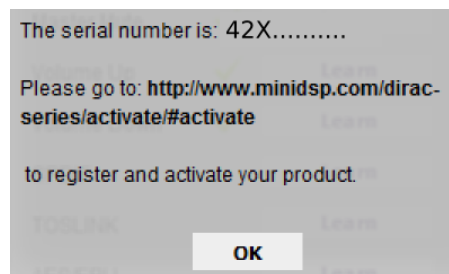 The serial number is: 42X..........
Please go to: http://www.minidsp.com/dirac-
series/activate/#activate
to register and activate your product.
TOSLINK
OK